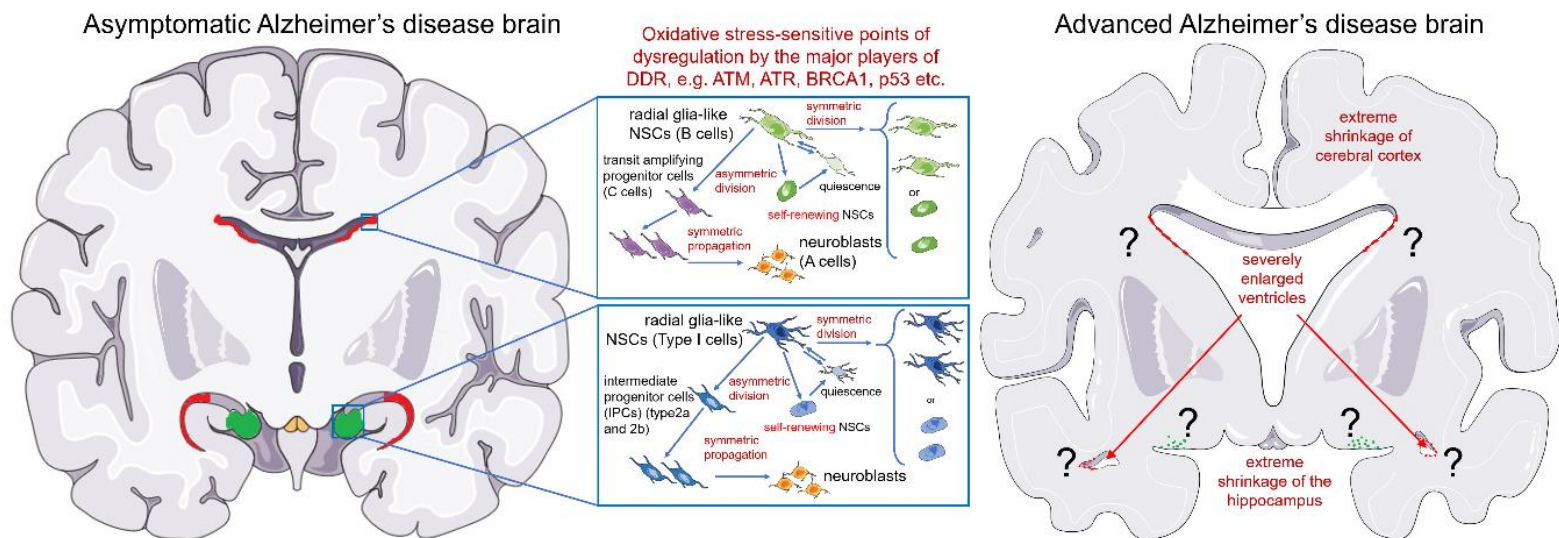 Asymptomatic Alzheimer's disease brain
Oxidative stress-sensitive points of
dysregulation by the major players of
DDR, e.g. ATM, ATR, BRCA1, p53 etc.
radial glia-like
NSCs (B cells)
symmetric
division
transit amplifying
progenitor cells
(C cells)
asymmetric
division
quiescence
or
self-renewing NSCs
symmetric
propagation
neuroblasts
(A cells)
radial glia-like
NSCs (Type I cells)
symmetric
division
intermediate
progenitor cells
(IPCs) (type2a
and 2b)
asymmetric
division
quiescence
or
self-renewing NSCs
symmetric
propagation
neuroblasts
Advanced Alzheimer's disease brain
extreme
shrinkage of
cerebral cortex
?
?
severely
enlarged
ventricles
?
?
?
?
extreme
shrinkage of the
hippocampus